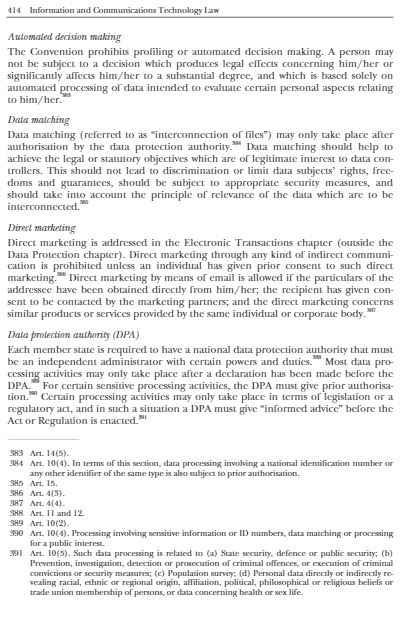 414 Information and Communications Technology Law
Automated decision making
The Convention prohibits profiling or automated decision making. A person may
not be subject to a decision which produces legal effects concerning him/her or
significantly affects him/her to a substantial degree, and which is based solely on
automated processing of data intended to evaluate certain personal aspects relating
to him/her.383
Data matching
Data matching (referred to as “interconnection of files”) may only take place after
authorisation by the data protection authority.384 Data matching should help to
achieve the legal or statutory objectives which are of legitimate interest to data con-
trollers. This should not lead to discrimination or limit data subjects’ rights, free-
doms and guarantees, should be subject to appropriate security measures, and
should take into account the principle of relevance of the data which are to be
interconnected.385
Direct marketing
Direct marketing is addressed in the Electronic Transactions chapter (outside the
Data Protection chapter). Direct marketing through any kind of indirect communi-
cation is prohibited unless an individual has given prior consent to such direct
marketing.386 Direct marketing by means of email is allowed if the particulars of the
addressee have been obtained directly from him/her; the recipient has given con-
sent to be contacted by the marketing partners; and the direct marketing concerns
similar products or services provided by the same individual or corporate body.387
Data protection authority (DPA)
Each member state is required to have a national data protection authority that must
be an independent administrator with certain powers and duties.388 Most data pro-
cessing activities may only take place after a declaration has been made before the
DPA.389 For certain sensitive processing activities, the DPA must give prior authorisa-
tion.390 Certain processing activities may only take place in terms of legislation or a
regulatory act, and in such a situation a DPA must give “informed advice” before the
Act or Regulation is enacted.391
383 Art. 14(5).
384 Art. 10(4). In terms of this section, data processing involving a national identification number or
any other identifier of the same type is also subject to prior authorisation.
385 Art. 15.
386 Art. 4(3).
387 Art. 4(4).
388 Art. 11 and 12.
389 Art. 10(2).
390 Art. 10(4). Processing involving sensitive information or ID numbers, data matching or processing
for a public interest.
391 Art. 10(5). Such data processing is related to (a) State security, defence or public security; (b)
Prevention, investigation, detection or prosecution of criminal offences, or execution of criminal
convictions or security measures; (c) Population survey; (d) Personal data directly or indirectly re-
vealing racial, ethnic or regional origin, affiliation, political, philosophical or religious beliefs or
trade union membership of persons, or data concerning health or sex life.